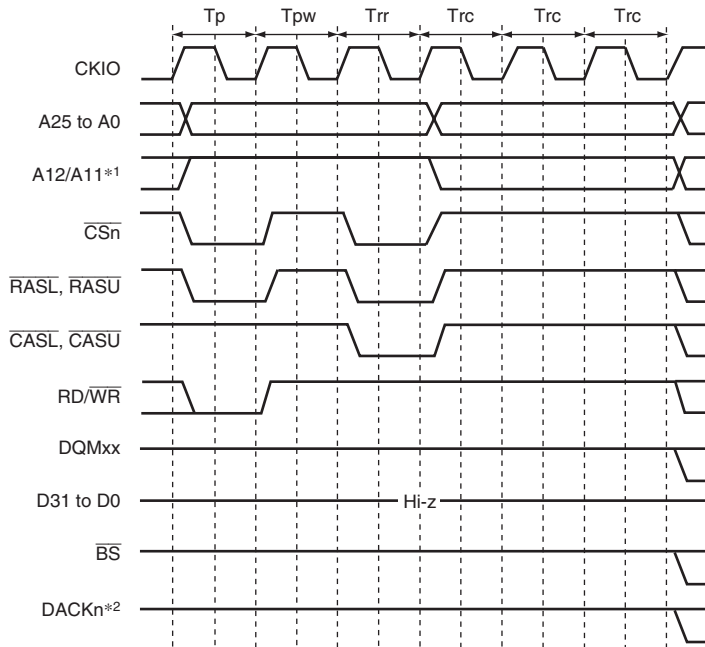 Tp Tpw Trr Trc Trc Trc
CKIO
A25 to A0
A12/A11*1
CSn
RASL, RASU
CASL, CASU
RD/WR
DQMxx
D31 to D0 Hi-z
BS
DACKn*2